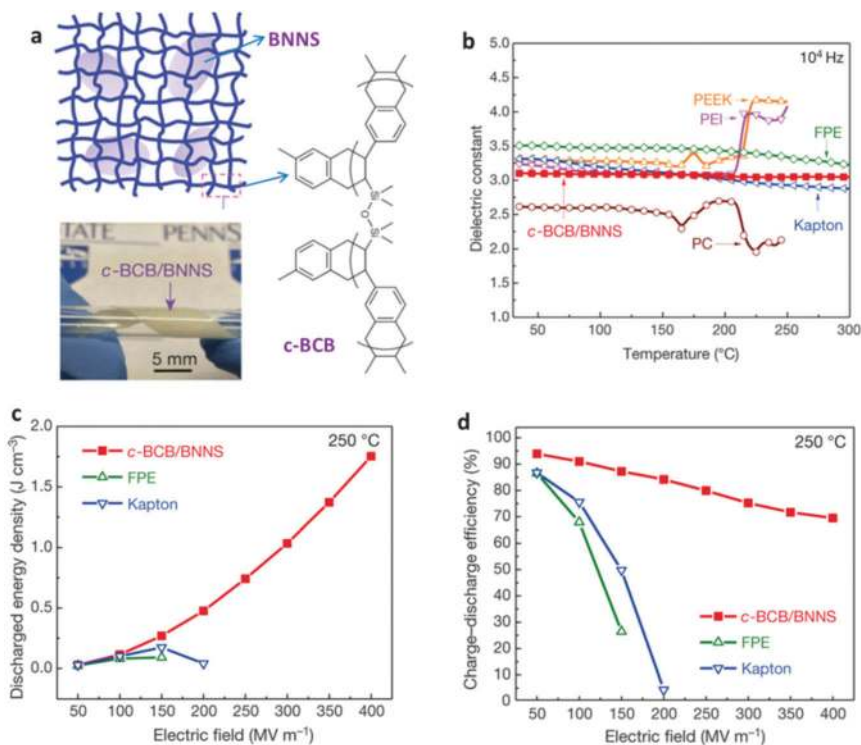 a
BNNS
TATE PENNS
c-BCB/BNNS
5 mm
Si
O
Si
c-BCB
b
10⁴ Hz
Dielectric constant
5.0
4.5
4.0
3.5
3.0
2.5
2.0
1.5
1.0
PEEK
PEI
FPE
c-BCB/BNNS
Kapton
PC
50 100 150 200 250 300
Temperature (°C)
c
250 °C
Discharged energy density (J cm⁻³)
2.0
1.5
1.0
0.5
0.0
c-BCB/BNNS
FPE
Kapton
50 100 150 200 250 300 350 400
Electric field (MV m⁻¹)
d
250 °C
Charge–discharge efficiency (%)
100
90
80
70
60
50
40
30
20
10
0
c-BCB/BNNS
FPE
Kapton
50 100 150 200 250 300 350 400
Electric field (MV m⁻¹)